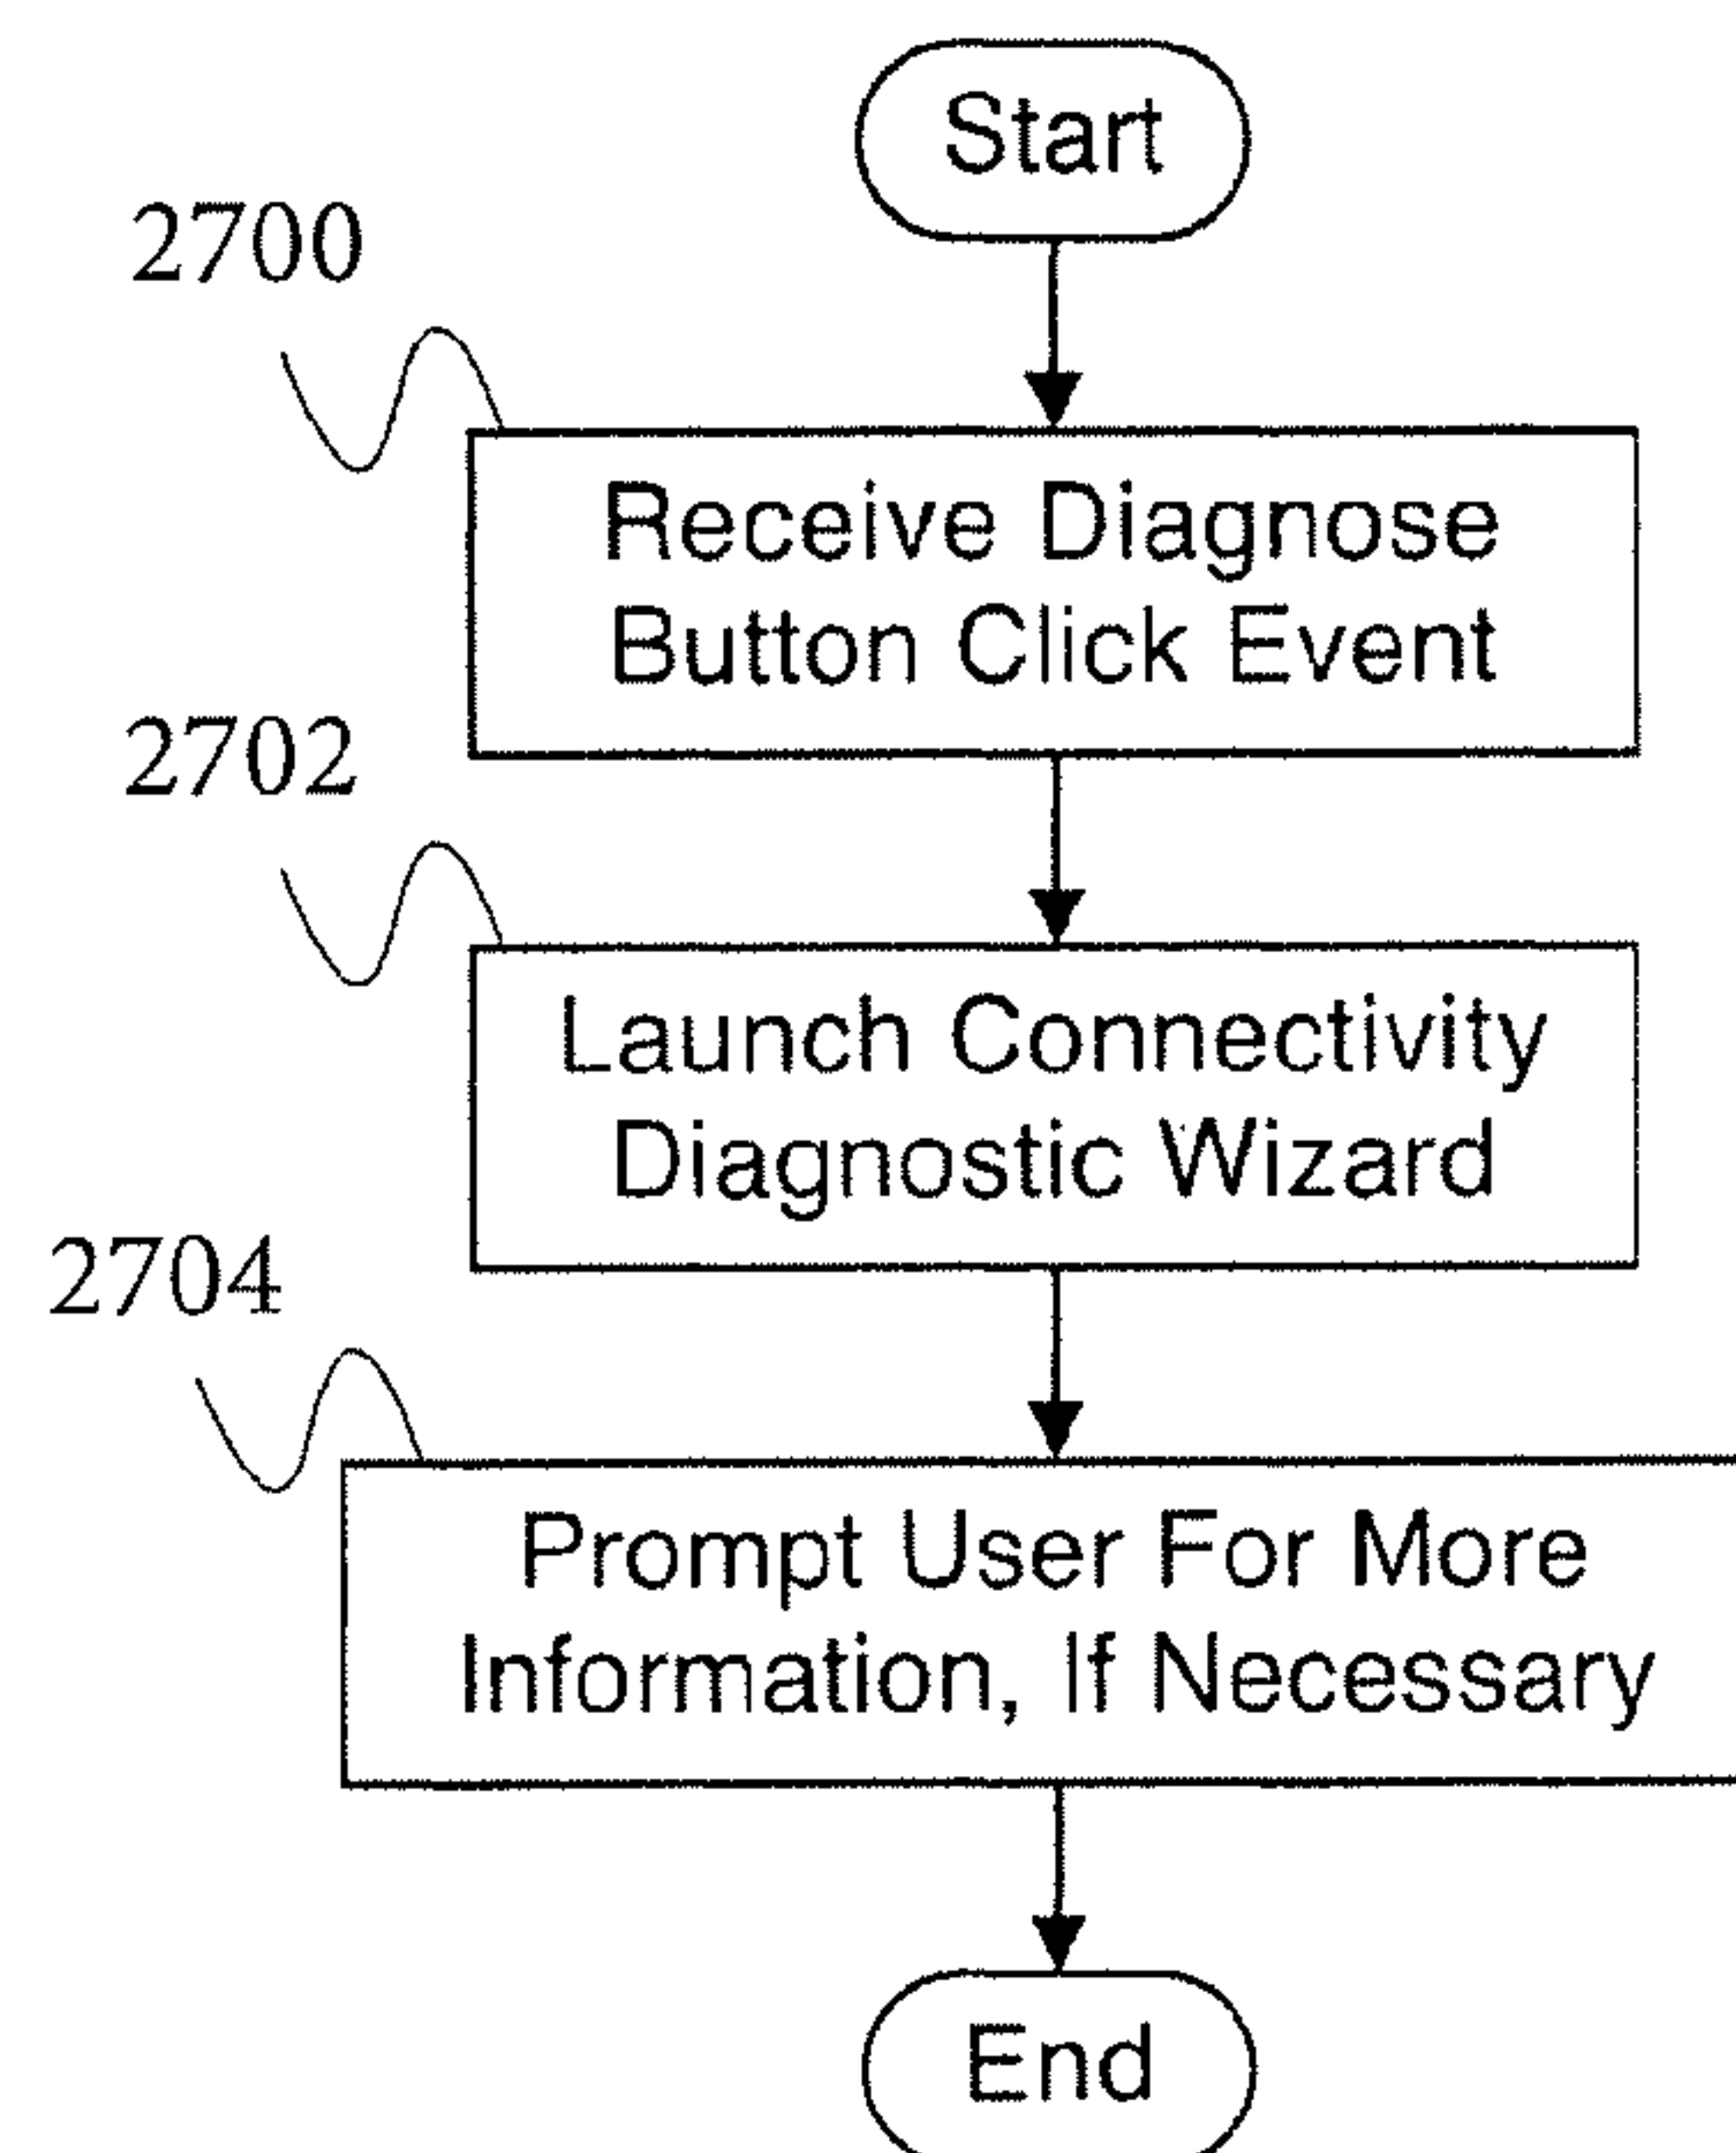 Start
2700
Receive Diagnose
Button Click Event
2702
Launch Connectivity
Diagnostic Wizard
2704
Prompt User For More
Information, If Necessary
End